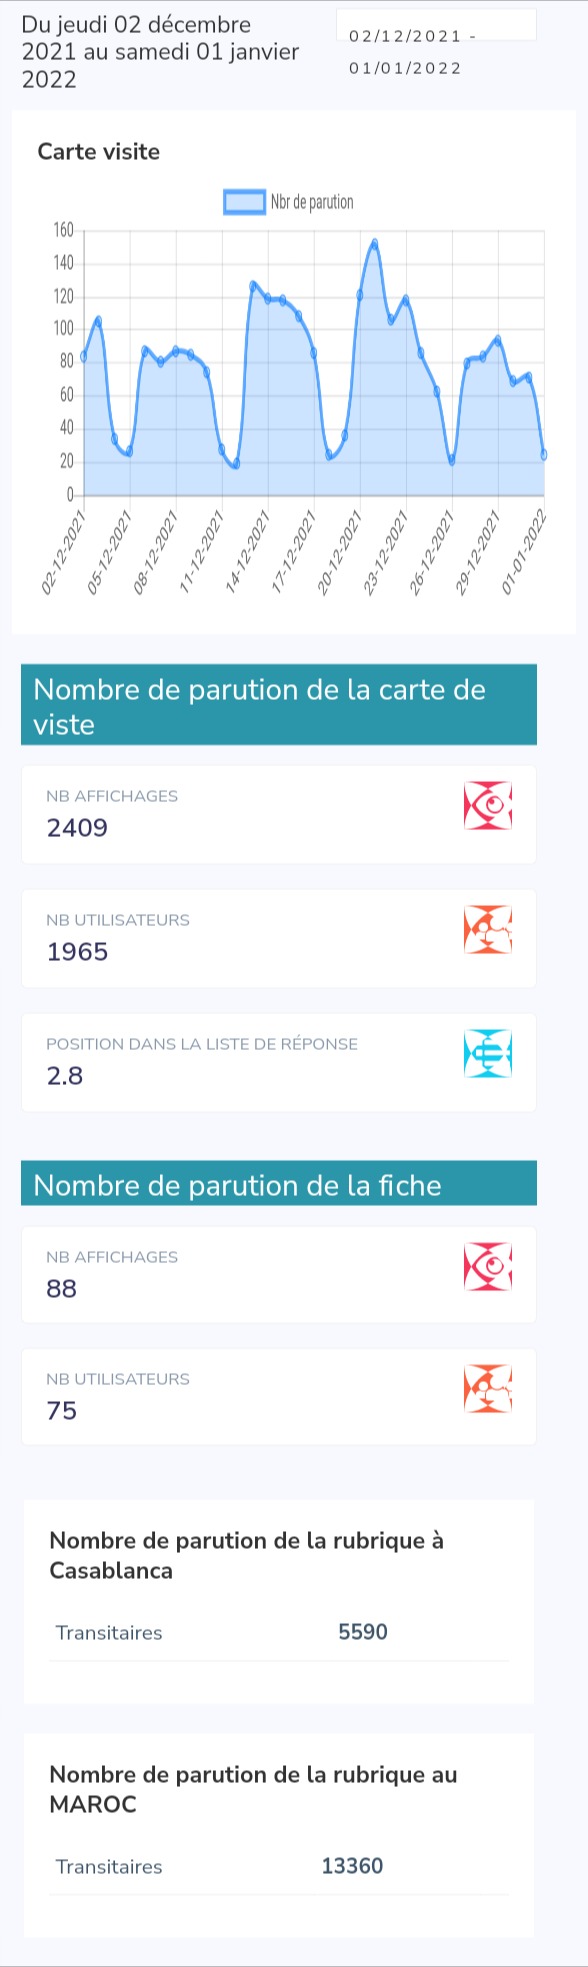 Du jeudi 02 décembre
2021 au samedi 01 janvier
2022
02/12/2021 -
01/01/2022
Carte visite
Nbr de parution
160
140
120
100
80
60
40
20
0
02-12-2021
05-12-2021
08-12-2021
11-12-2021
14-12-2021
17-12-2021
20-12-2021
23-12-2021
26-12-2021
29-12-2021
01-01-2022
Nombre de parution de la carte de
viste
NB AFFICHAGES
2409
NB UTILISATEURS
1965
POSITION DANS LA LISTE DE RÉPONSE
2.8
Nombre de parution de la fiche
NB AFFICHAGES
88
NB UTILISATEURS
75
Nombre de parution de la rubrique à
Casablanca
Transitaires 5590
Nombre de parution de la rubrique au
MAROC
Transitaires 13360